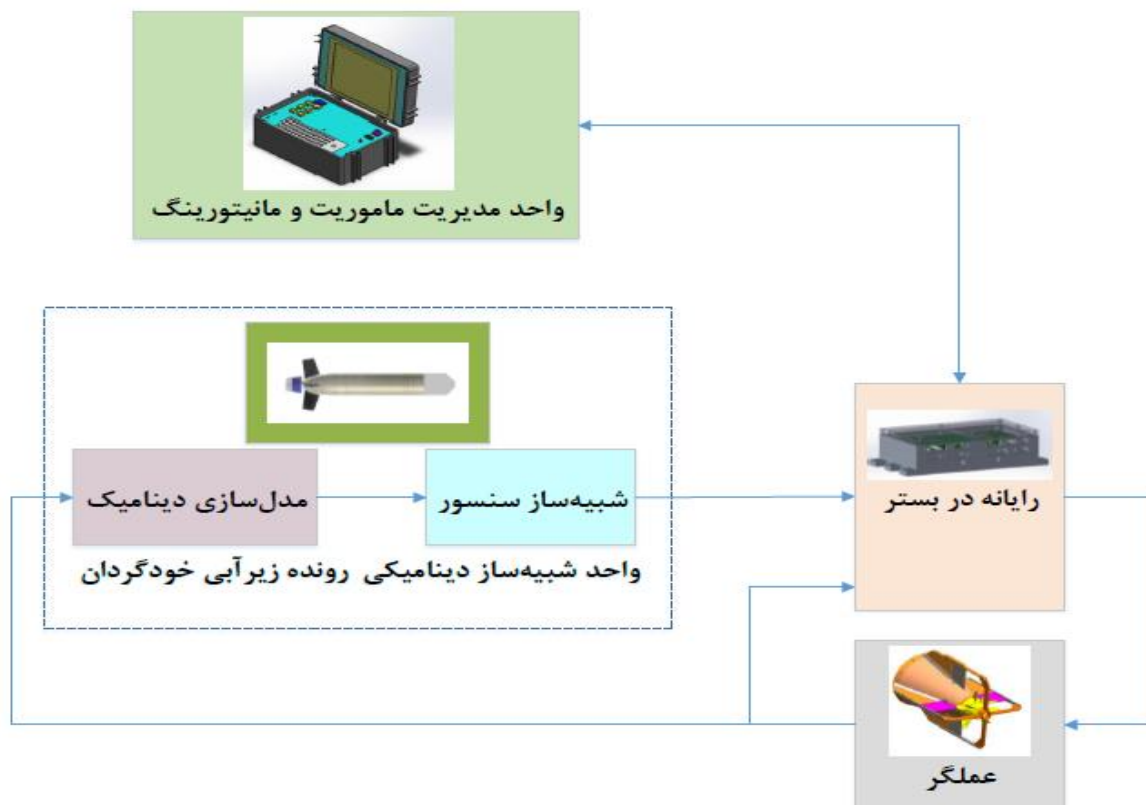 واحد مدیریت ماموریت و مانیتورینگ
مدل‌سازی دینامیک
شبیه‌ساز سنسور
رایانه در بستر
واحد شبیه‌ساز دینامیکی رونده زیرآبی خودگردان
عملگر